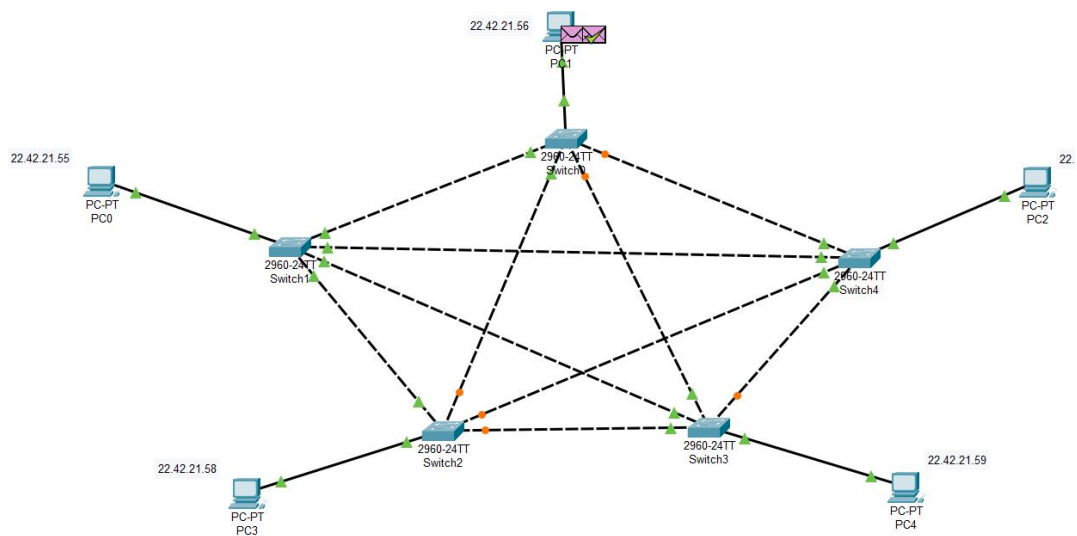 22.42.21.56
PC-PT
PC1
2960-24TT
Switch0
22.42.21.55
PC-PT
PC0
22.
PC-PT
PC2
2960-24TT
Switch1
2960-24TT
Switch4
2960-24TT
Switch2
2960-24TT
Switch3
22.42.21.58
PC-PT
PC3
22.42.21.59
PC-PT
PC4